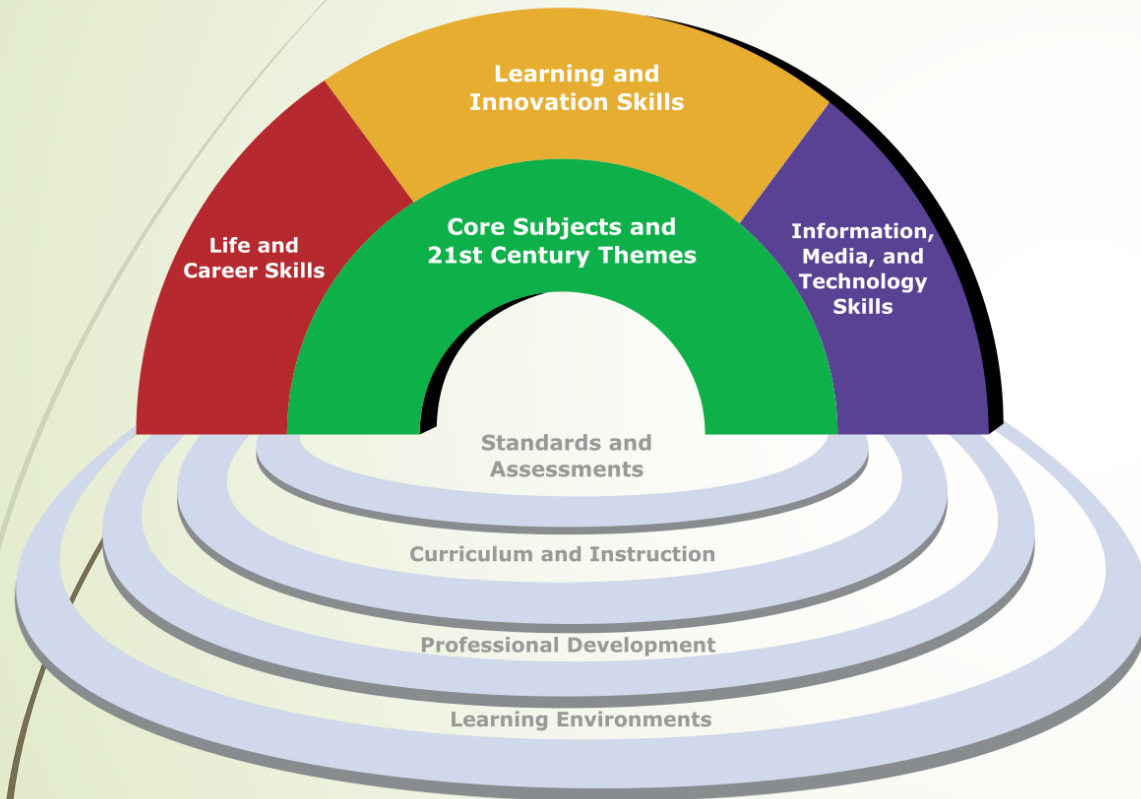 Learning and
Innovation Skills
Life and
Career Skills
Core Subjects and
21st Century Themes
Information,
Media, and
Technology
Skills
Standards and
Assessments
Curriculum and Instruction
Professional Development
Learning Environments